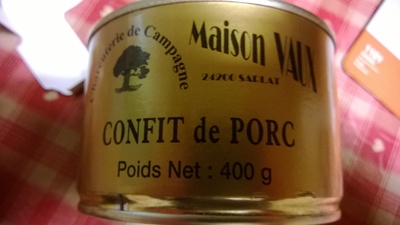 Charcuterie de Campagne
Maison VAUX
24200 SARLAT
CONFIT de PORC
Poids Net : 400 g